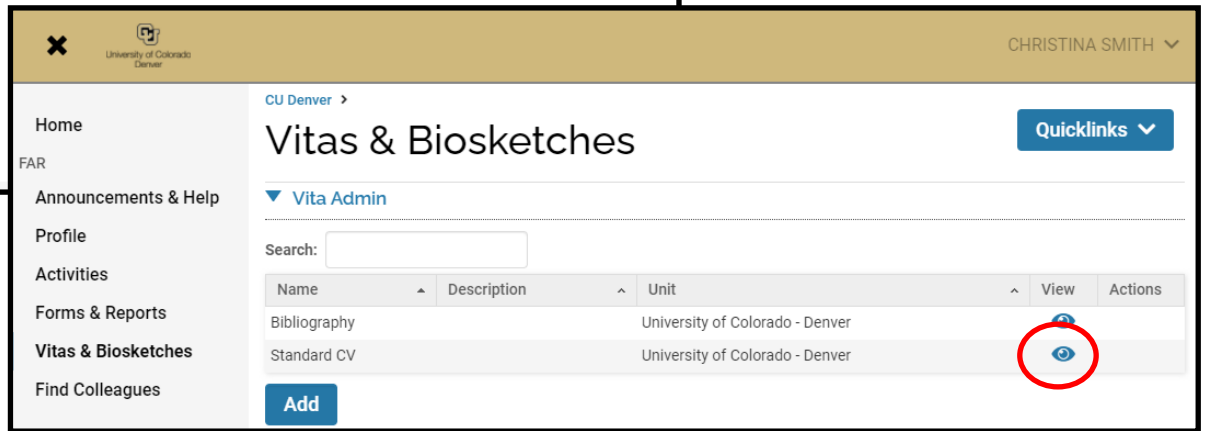 University of Colorado
Denver
CHRISTINA SMITH
Home
FAR
Announcements & Help
Profile
Activities
Forms & Reports
Vitas & Biosketches
Find Colleagues
CU Denver >
Vitas & Biosketches
Quicklinks
Vita Admin
Search:
Name Description Unit View Actions
Bibliography University of Colorado - Denver
Standard CV University of Colorado - Denver
Add